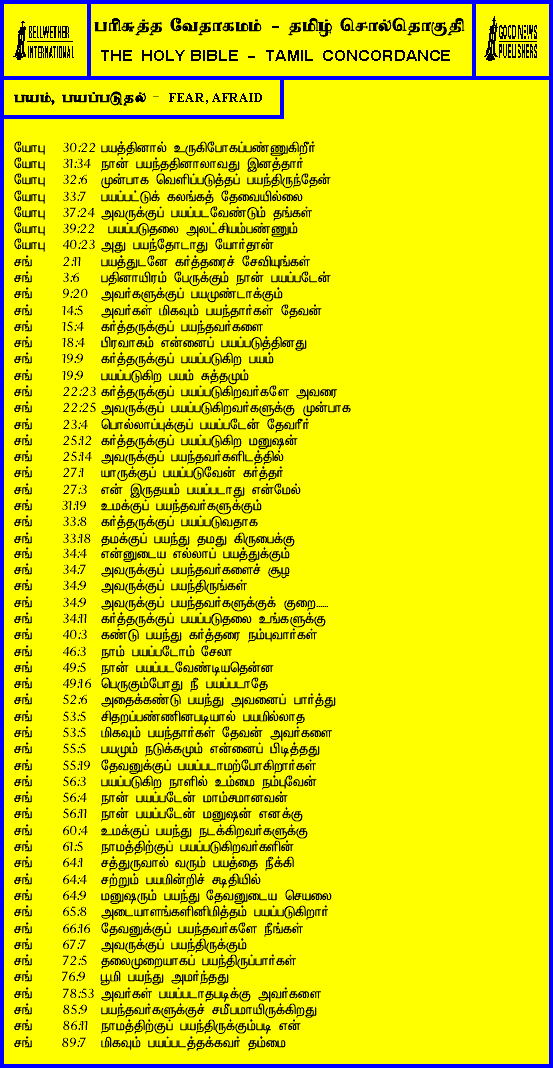 BELLWETHER INTERNATIONAL
பரிசுத்த வேதாகமம் - தமிழ் சொல்தொகுதி
THE HOLY BIBLE - TAMIL CONCORDANCE
GOOD NEWS PUBLISHERS
பயம், பயப்படுதல் - FEAR, AFRAID
யோபு 30:22 பயத்தினால் உருகிபோகப்பண்ணுகிறீர்
யோபு 31:34 நான் பயந்ததினாலாவது இனத்தார்
யோபு 32:6 முன்பாக வெளிப்படுத்தப் பயந்திருந்தேன்
யோபு 33:7 பயப்பட்டுக் கலங்கத் தேவையில்லை
யோபு 37:24 அவருக்குப் பயப்படவேண்டும் தங்கள்
யோபு 39:22 பயப்படுதலை அலட்சியம்பண்ணும்
யோபு 40:23 அது பயந்தோடாது யோர்தான்
சங் 2:11 பயத்துடனே கர்த்தரைச் சேவியுங்கள்
சங் 3:6 பதினாயிரம் பேருக்கும் நான் பயப்படேன்
சங் 9:20 அவர்களுக்குப் பயமுண்டாக்கும்
சங் 14:5 அவர்கள் மிகவும் பயந்தார்கள் தேவன்
சங் 15:4 கர்த்தருக்குப் பயந்தவர்களை
சங் 18:4 பிரவாகம் என்னைப் பயப்படுத்தினது
சங் 19:9 கர்த்தருக்குப் பயப்படுகிற பயம்
சங் 19:9 பயப்படுகிற பயம் சுத்தமும்
சங் 22:23 கர்த்தருக்குப் பயப்படுகிறவர்களே அவரை
சங் 22:25 அவருக்குப் பயப்படுகிறவர்களுக்கு முன்பாக
சங் 23:4 பொல்லாப்புக்குப் பயப்படேன் தேவரீர்
சங் 25:12 கர்த்தருக்குப் பயப்படுகிற மனுஷன்
சங் 25:14 அவருக்குப் பயந்தவர்களிடத்தில்
சங் 27:1 யாருக்குப் பயப்படுவேன் கர்த்தர்
சங் 27:3 என் இருதயம் பயப்படாது என்மேல்
சங் 31:19 உமக்குப் பயந்தவர்களுக்கும்
சங் 33:8 கர்த்தருக்குப் பயப்படுவதாக
சங் 33:18 தமக்குப் பயந்து தமது கிருபைக்கு
சங் 34:4 என்னுடைய எல்லாப் பயத்துக்கும்
சங் 34:7 அவருக்குப் பயந்தவர்களைச் சூழ
சங் 34:9 அவருக்குப் பயந்திருங்கள்
சங் 34:9 அவருக்குப் பயந்தவர்களுக்குக் குறை......
சங் 34:11 கர்த்தருக்குப் பயப்படுதலை உங்களுக்கு
சங் 40:3 கண்டு பயந்து கர்த்தரை நம்புவார்கள்
சங் 46:3 நாம் பயப்படோம் சேலா
சங் 49:5 நான் பயப்படவேண்டியதென்ன
சங் 49:16 பெருகும்போது நீ பயப்படாதே
சங் 52:6 அதைக்கண்டு பயந்து அவனைப் பார்த்து
சங் 53:5 சிதறப்பண்ணினபடியால் பயமில்லாத
சங் 53:5 மிகவும் பயந்தார்கள் தேவன் அவர்களை
சங் 55:5 பயமும் நடுக்கமும் என்னைப் பிடித்தது
சங் 55:19 தேவனுக்குப் பயப்படாமற்போகிறார்கள்
சங் 56:3 பயப்படுகிற நாளில் உம்மை நம்புவேன்
சங் 56:4 நான் பயப்படேன் மாம்சமானவன்
சங் 56:11 நான் பயப்படேன் மனுஷன் எனக்கு
சங் 60:4 உமக்குப் பயந்து நடக்கிறவர்களுக்கு
சங் 61:5 நாமத்திற்குப் பயப்படுகிறவர்களின்
சங் 64:1 சத்துருவால் வரும் பயத்தை நீக்கி
சங் 64:4 சற்றும் பயமின்றிச் சடிதியில்
சங் 64:9 மனுஷரும் பயந்து தேவனுடைய செயலை
சங் 65:8 அடையாளங்களினிமித்தம் பயப்படுகிறார்
சங் 66:16 தேவனுக்குப் பயந்தவர்களே நீங்கள்
சங் 67:7 அவருக்குப் பயந்திருக்கும்
சங் 72:5 தலைமுறையாகப் பயந்திருப்பார்கள்
சங் 76:9 பூமி பயந்து அமர்ந்தது
சங் 78:53 அவர்கள் பயப்படாதபடிக்கு அவர்களை
சங் 85:9 பயந்தவர்களுக்குச் சமீபமாயிருக்கிறது
சங் 86:11 நாமத்திற்குப் பயந்திருக்கும்படி என்
சங் 89:7 மிகவும் பயப்படத்தக்கவர் தம்மை